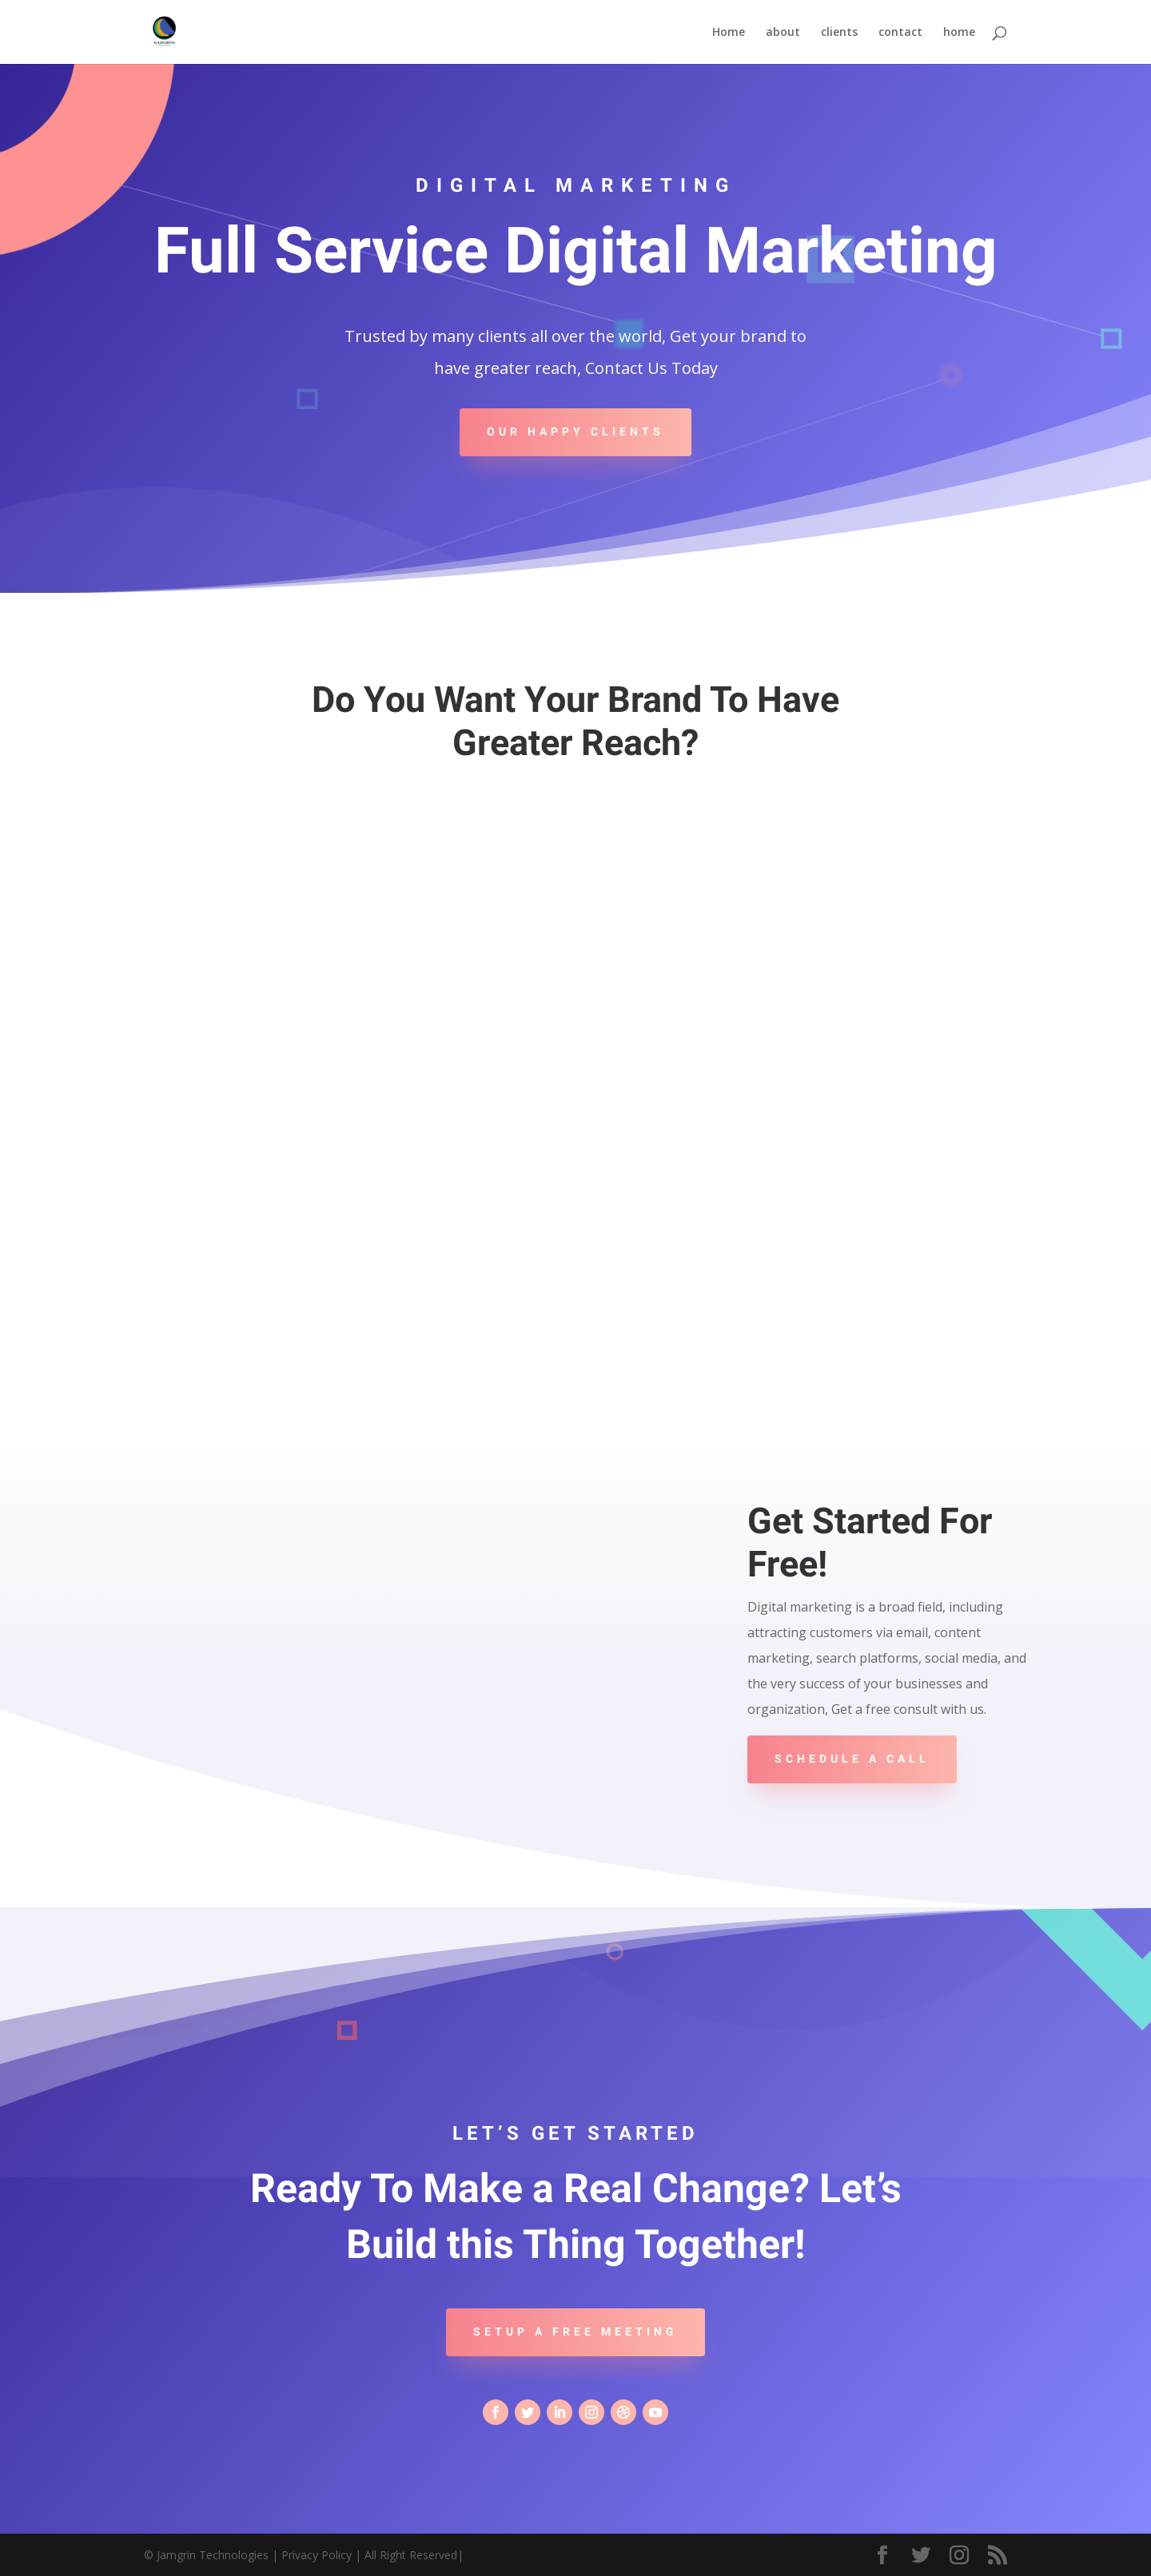 Home about clients contact home
DIGITAL MARKETING
Full Service Digital Marketing
Trusted by many clients all over the world, Get your brand to
have greater reach, Contact Us Today
OUR HAPPY CLIENTS
Do You Want Your Brand To Have
Greater Reach?
Get Started For
Free!
Digital marketing is a broad field, including
attracting customers via email, content
marketing, search platforms, social media, and
the very success of your businesses and
organization, Get a free consult with us.
SCHEDULE A CALL
LET’S GET STARTED
Ready To Make a Real Change? Let’s
Build this Thing Together!
SETUP A FREE MEETING
© Jamgrin Technologies | Privacy Policy | All Right Reserved|